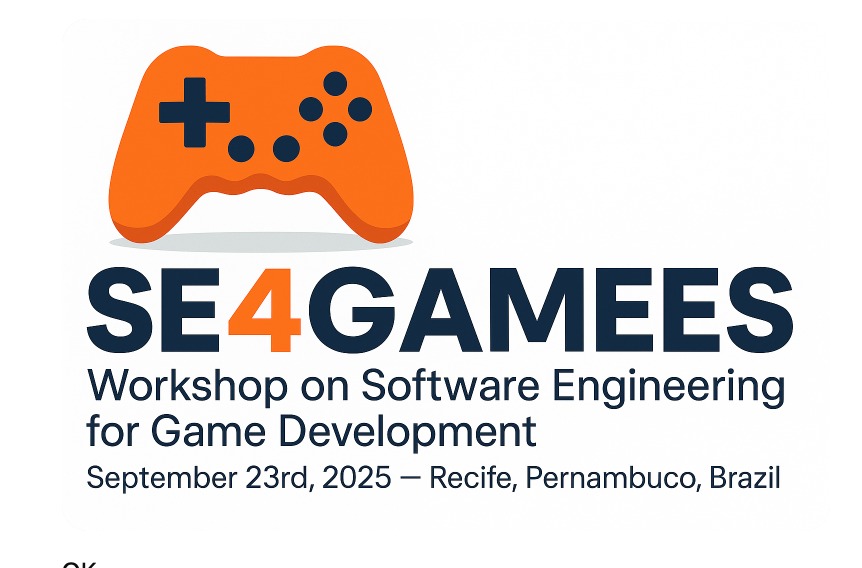 SE4GAMEES
Workshop on Software Engineering
for Game Development
September 23rd, 2025 — Recife, Pernambuco, Brazil